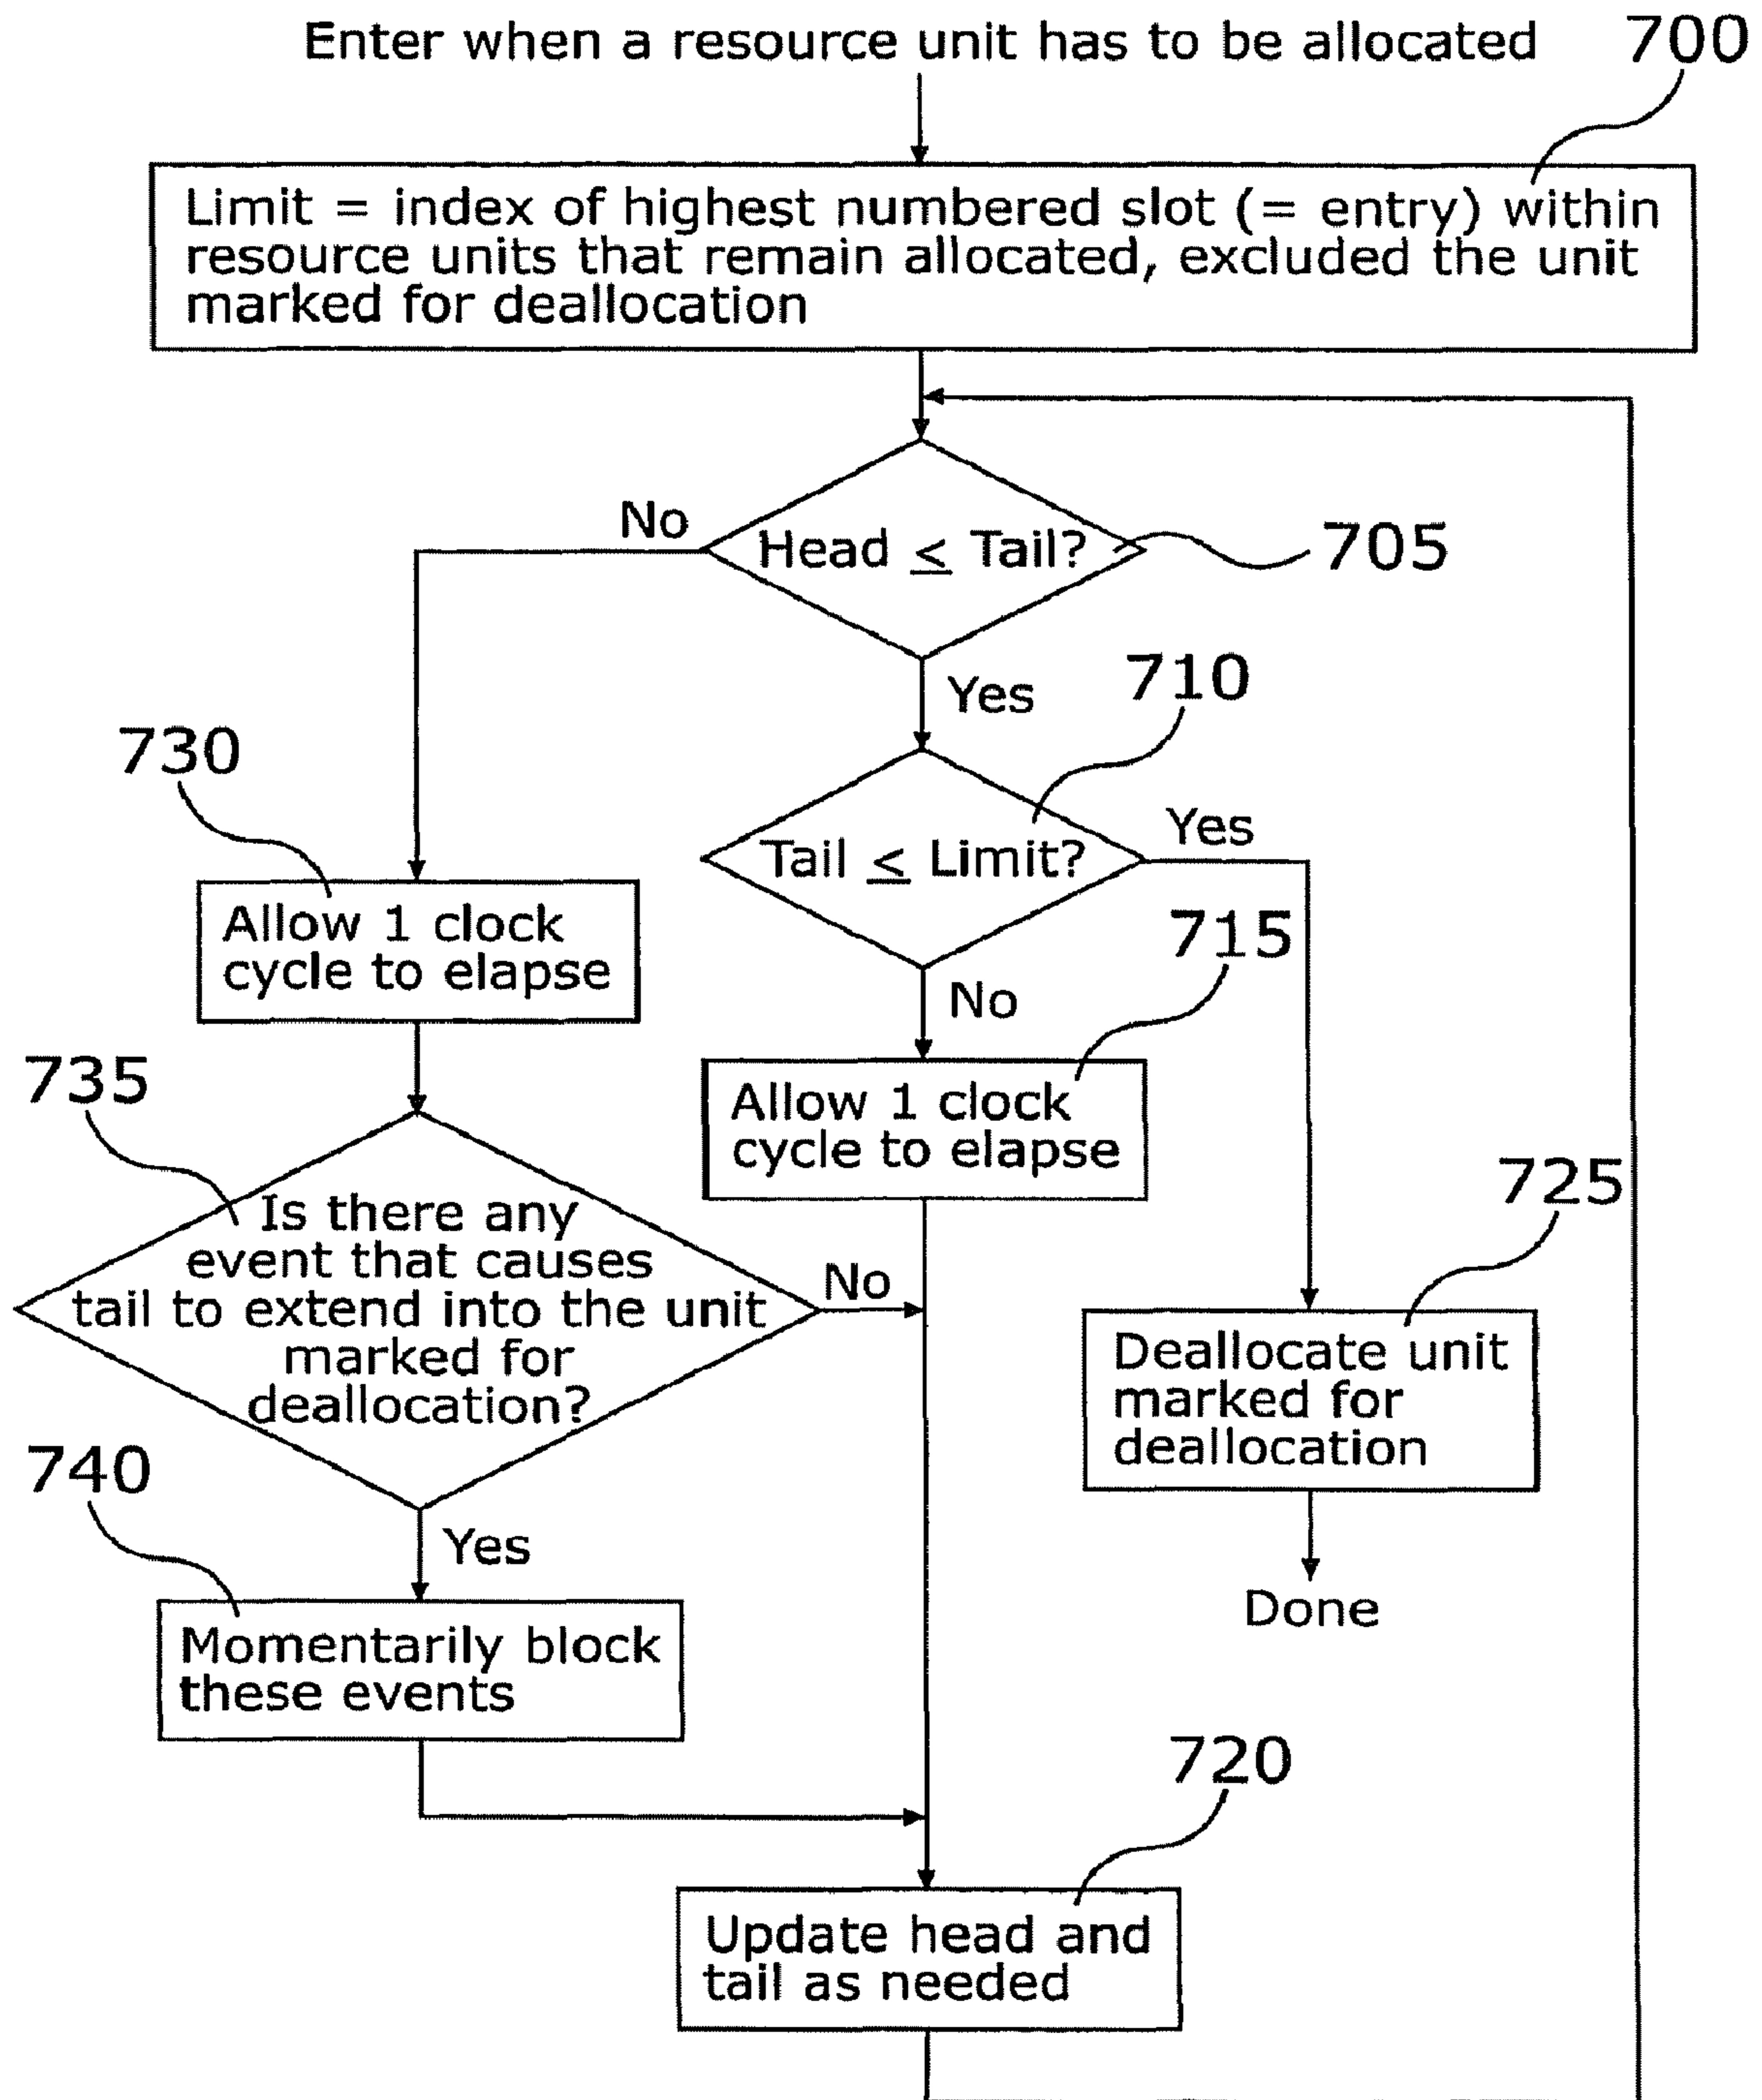 Enter when a resource unit has to be allocated
700
Limit = index of highest numbered slot (= entry) within
resource units that remain allocated, excluded the unit
marked for deallocation
No
Head ≤ Tail?
705
Yes
710
730
Tail ≤ Limit?
Yes
Allow 1 clock
cycle to elapse
715
No
735
Allow 1 clock
cycle to elapse
725
Is there any
event that causes
tail to extend into the unit
marked for
deallocation?
No
Deallocate unit
marked for
deallocation
740
Yes
Done
Momentarily block
these events
720
Update head and
tail as needed